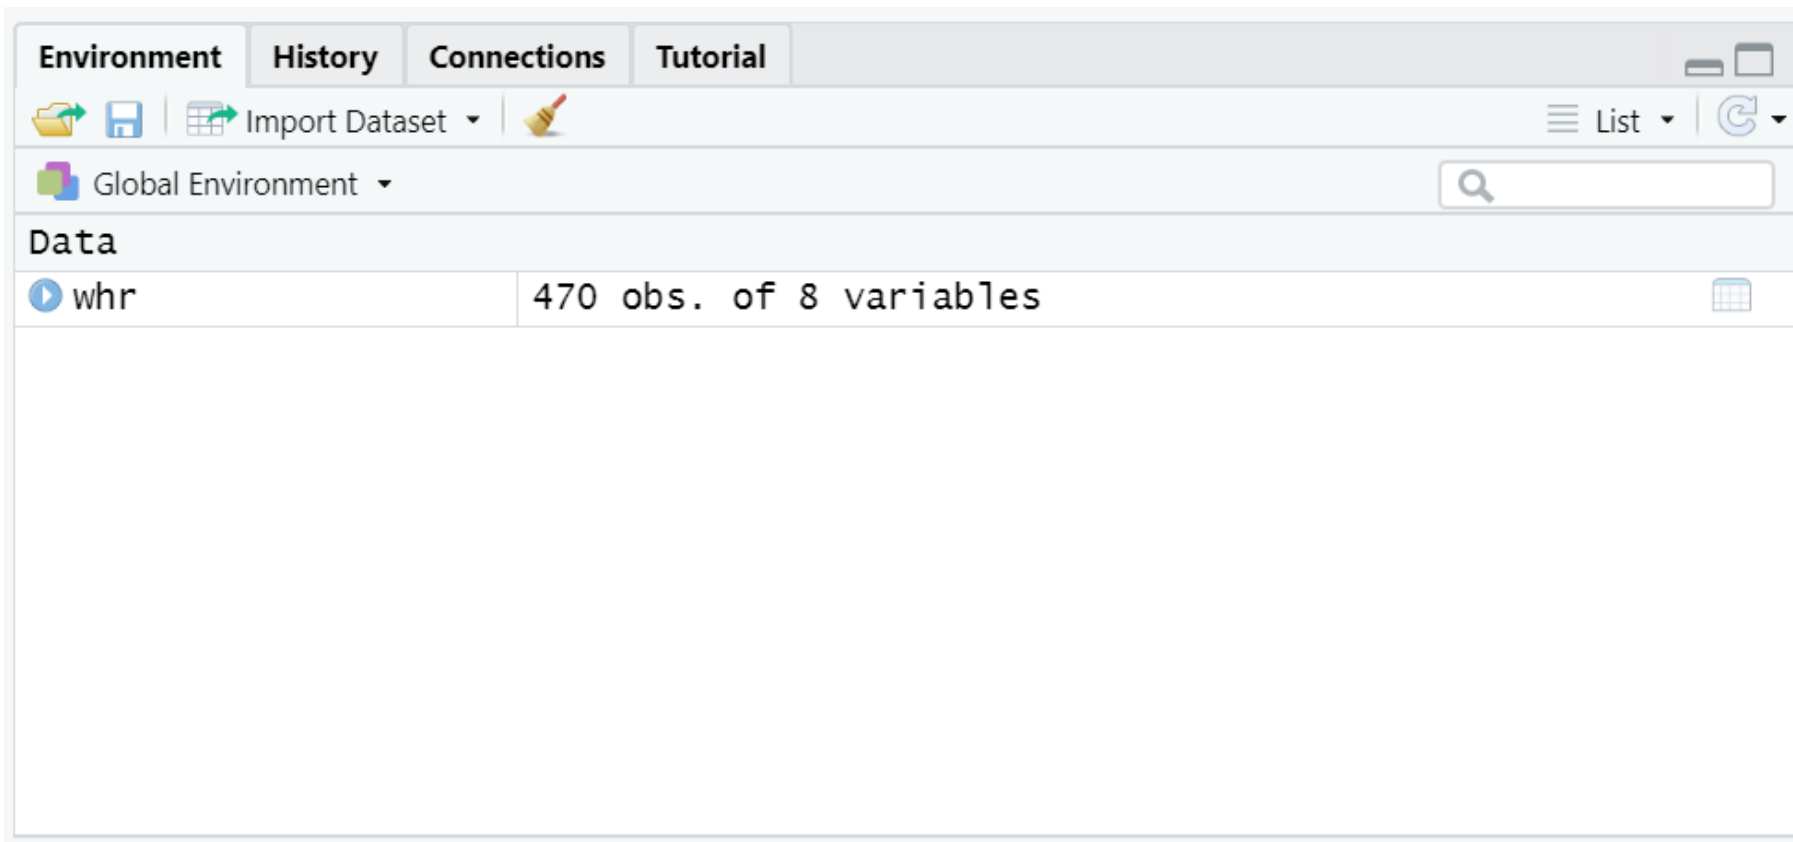 Environment History Connections Tutorial
Import Dataset List
Global Environment
Data
whr 470 obs. of 8 variables